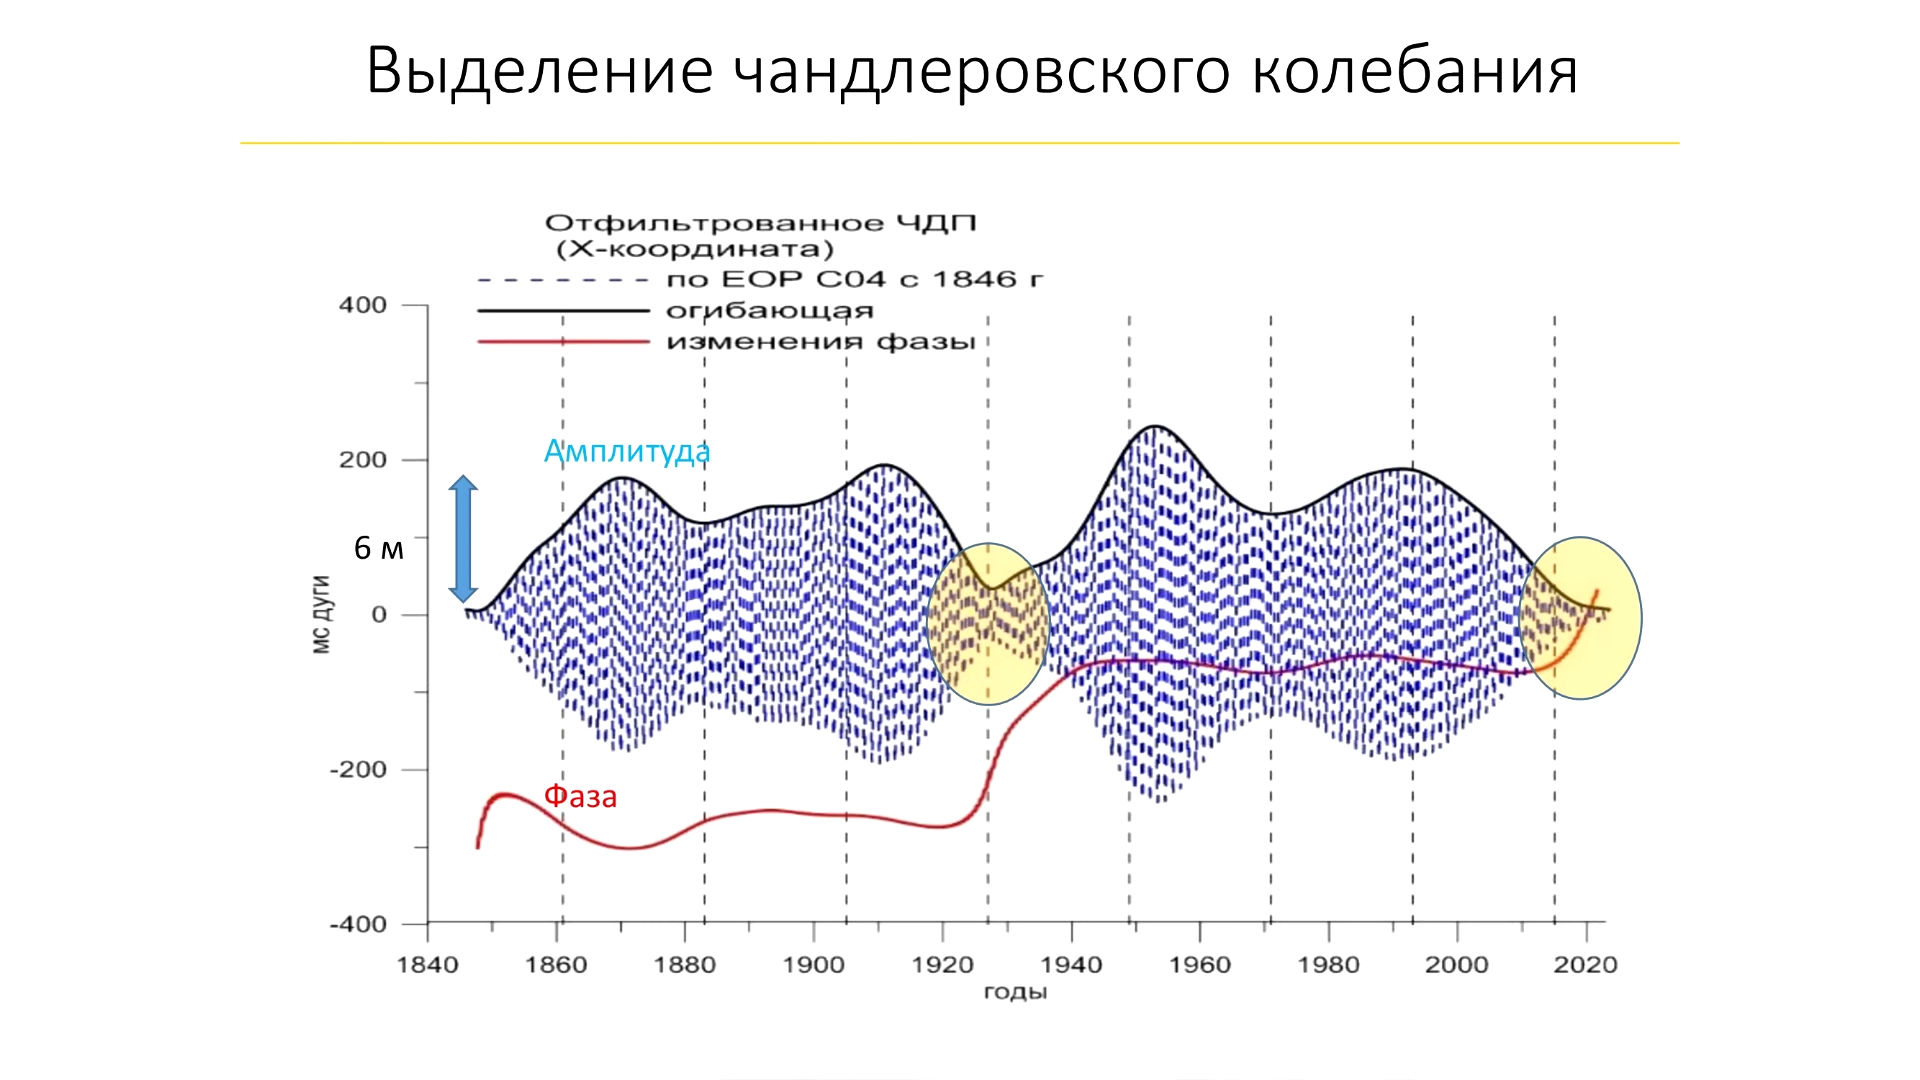 Выделение чандлеровского колебания
Отфильтрованное ЧДП
(X-координата)
по EOP C04 с 1846 г
огибающая
изменения фазы
400
200
0
-200
-400
мс дуги
Амплитуда
6 м
Фаза
1840 1860 1880 1900 1920 1940 1960 1980 2000 2020
годы